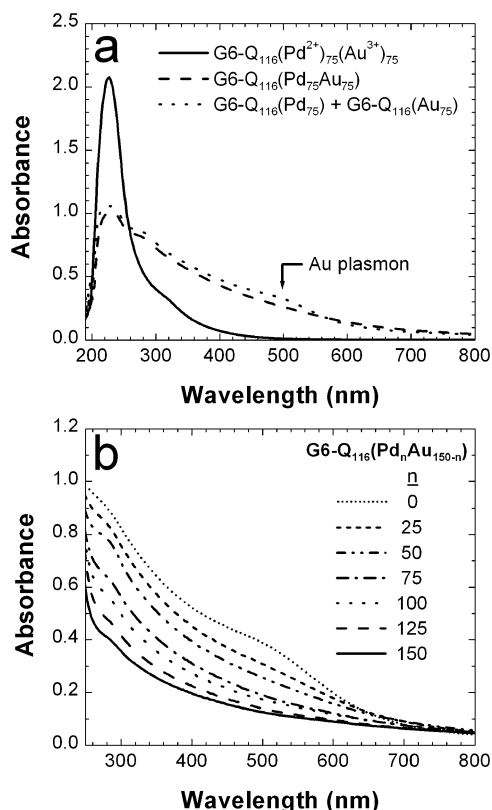 a
G6-Q116(Pd2+)75(Au3+)75
G6-Q116(Pd75Au75)
G6-Q116(Pd75) + G6-Q116(Au75)
2.5
2.0
1.5
1.0
0.5
0.0
Absorbance
Au plasmon
200 300 400 500 600 700 800
Wavelength (nm)
b
G6-Q116(PdnAu150-n)
n
0
25
50
75
100
125
150
1.2
1.0
0.8
0.6
0.4
0.2
0.0
Absorbance
300 400 500 600 700 800
Wavelength (nm)